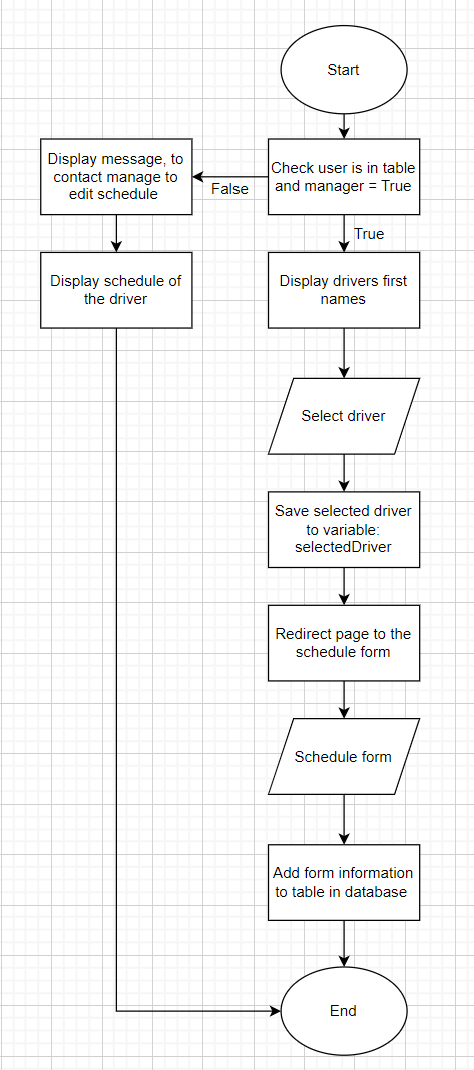 Start
Check user is in table
and manager = True
False
Display message, to
contact manage to
edit schedule
Display schedule of
the driver
True
Display drivers first
names
Select driver
Save selected driver
to variable:
selectedDriver
Redirect page to the
schedule form
Schedule form
Add form information
to table in database
End